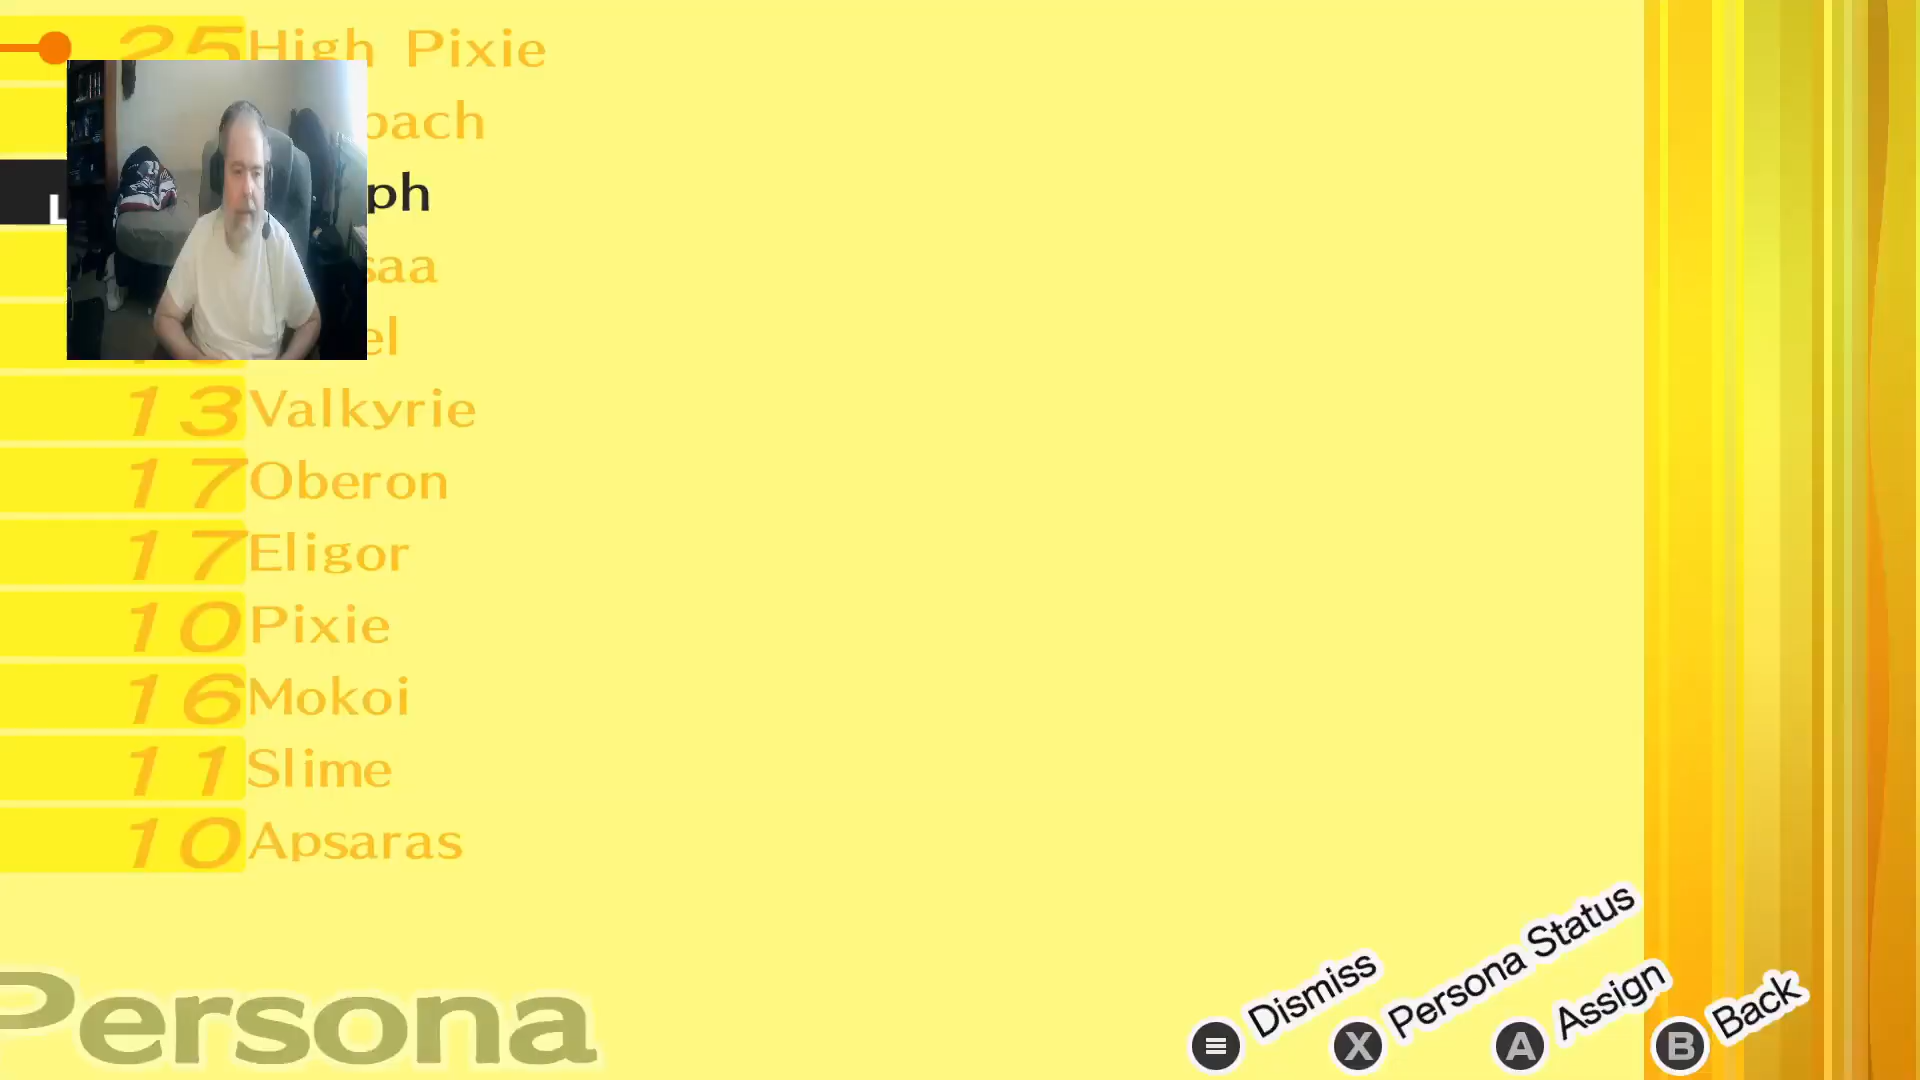 25 High Pixie
bach
L ph
saa
el
13 Valkyrie
17 Oberon
17 Eligor
10 Pixie
16 Mokoi
11 Slime
10 Apsaras
Persona
Dismiss
X Persona Status
A Assign
B Back